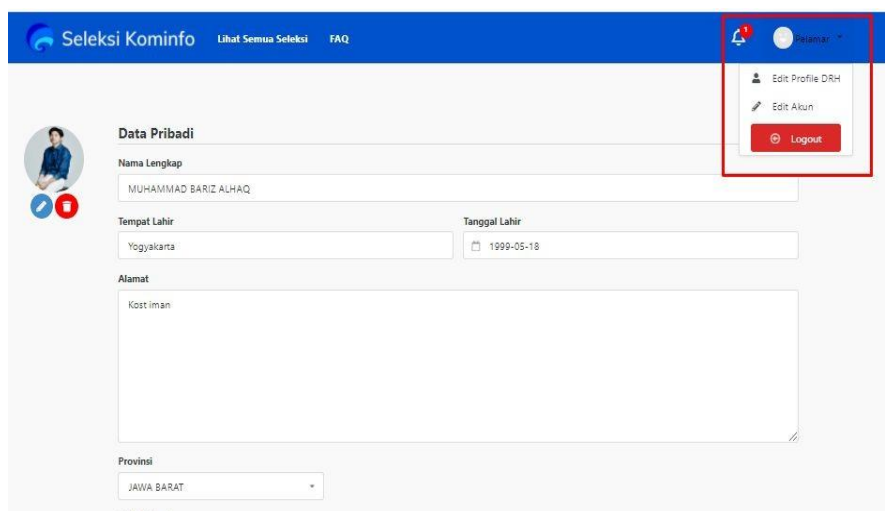 Seleksi Kominfo Lihat Semua Seleksi FAQ 1 Pelamar
Edit Profile DRH
Edit Akun
Logout
Data Pribadi
Nama Lengkap
MUHAMMAD BARIZ ALHAQ
Tempat Lahir Tanggal Lahir
Yogyakarta 1999-05-18
Alamat
Kost iman
Provinsi
JAWA BARAT